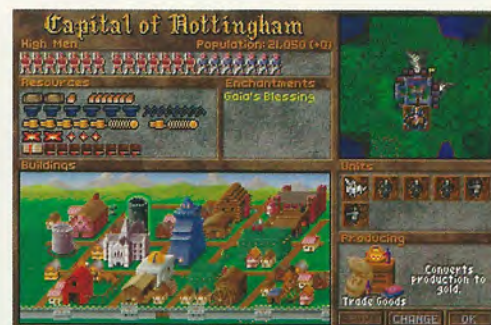 Capital of Nottingham
High Men Population: 21,050 (+0)
Resources
Enchantments
Gaia's Blessing
Buildings
Units
Producing
Converts
production to
gold.
Trade Goods
CHANGE
OK